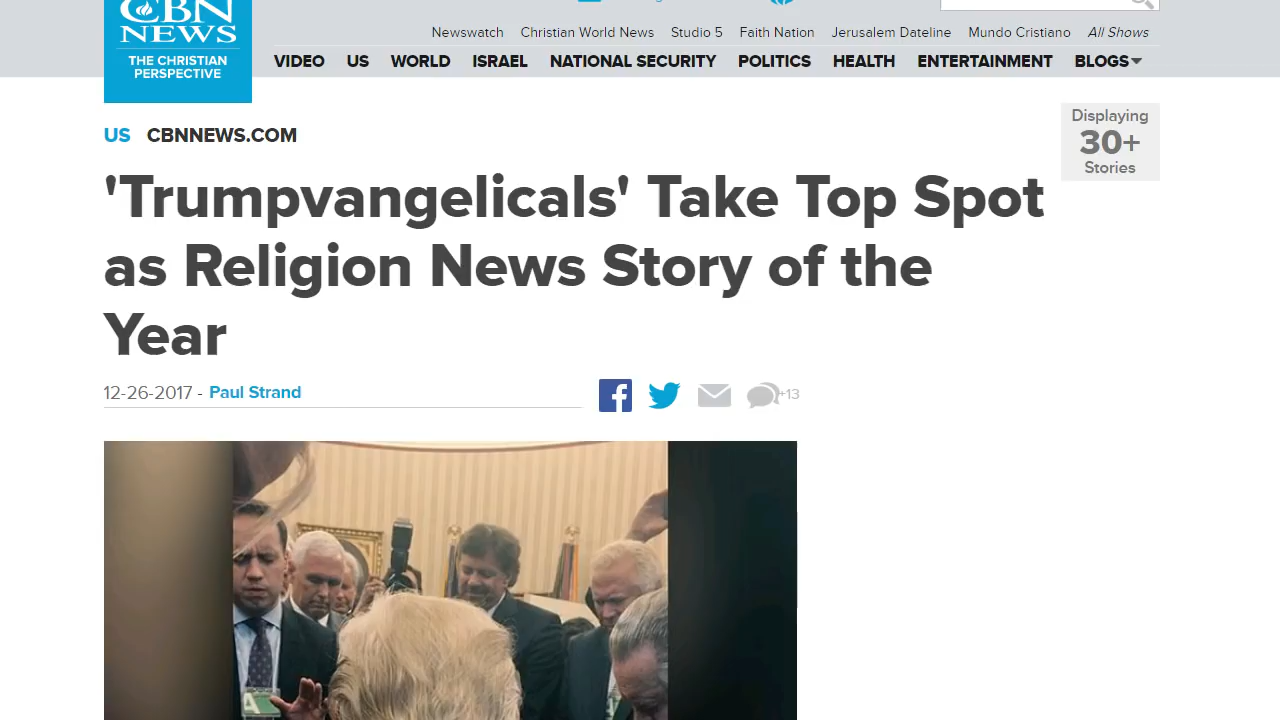 CBN
NEWS
THE CHRISTIAN
PERSPECTIVE
Newswatch Christian World News Studio 5 Faith Nation Jerusalem Dateline Mundo Cristiano All Shows
VIDEO US WORLD ISRAEL NATIONAL SECURITY POLITICS HEALTH ENTERTAINMENT BLOGS
US CBNNEWS.COM
Displaying
30+
Stories
'Trumpvangelicals' Take Top Spot
as Religion News Story of the
Year
12-26-2017 - Paul Strand
+13
A